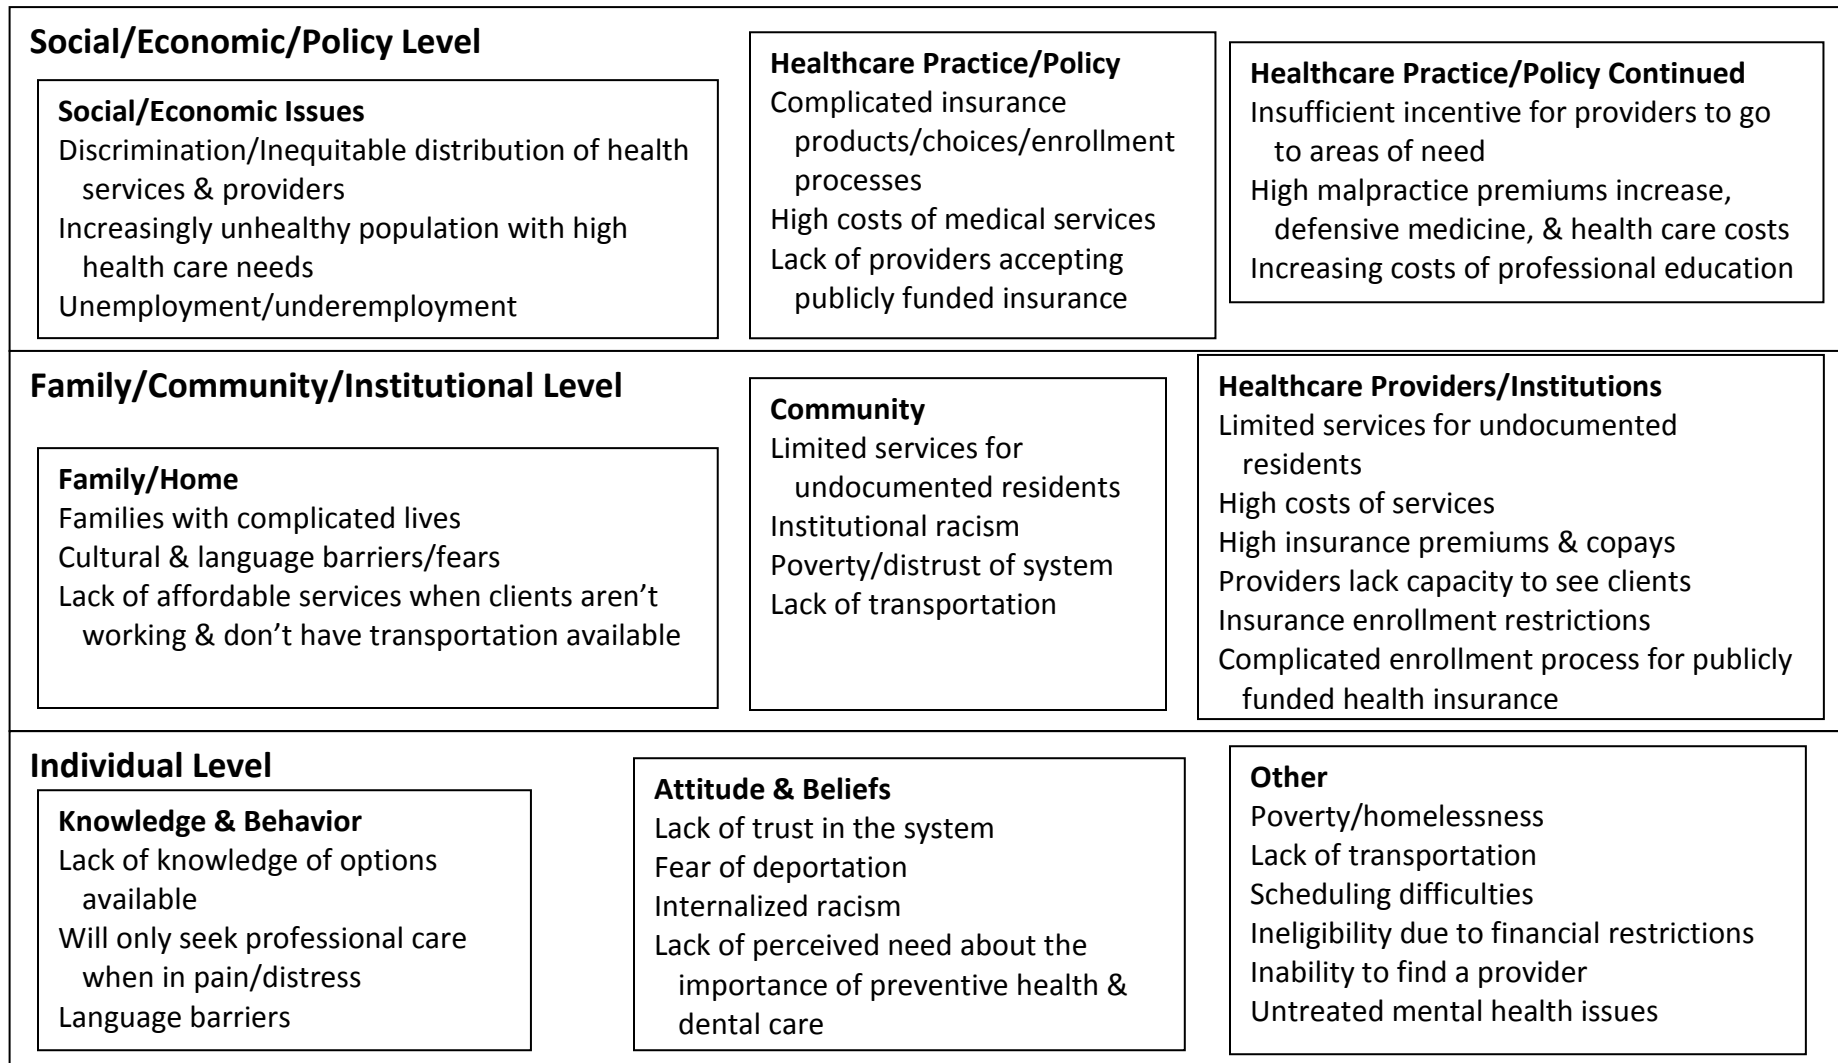 Social/Economic/Policy Level
Social/Economic Issues
Discrimination/Inequitable distribution of health
services & providers
Increasingly unhealthy population with high
health care needs
Unemployment/underemployment
Healthcare Practice/Policy
Complicated insurance
products/choices/enrollment
processes
High costs of medical services
Lack of providers accepting
publicly funded insurance
Healthcare Practice/Policy Continued
Insufficient incentive for providers to go
to areas of need
High malpractice premiums increase,
defensive medicine, & health care costs
Increasing costs of professional education
Family/Community/Institutional Level
Family/Home
Families with complicated lives
Cultural & language barriers/fears
Lack of affordable services when clients aren’t
working & don’t have transportation available
Community
Limited services for
undocumented residents
Institutional racism
Poverty/distrust of system
Lack of transportation
Healthcare Providers/Institutions
Limited services for undocumented
residents
High costs of services
High insurance premiums & copays
Providers lack capacity to see clients
Insurance enrollment restrictions
Complicated enrollment process for publicly
funded health insurance
Individual Level
Knowledge & Behavior
Lack of knowledge of options
available
Will only seek professional care
when in pain/distress
Language barriers
Attitude & Beliefs
Lack of trust in the system
Fear of deportation
Internalized racism
Lack of perceived need about the
importance of preventive health &
dental care
Other
Poverty/homelessness
Lack of transportation
Scheduling difficulties
Ineligibility due to financial restrictions
Inability to find a provider
Untreated mental health issues